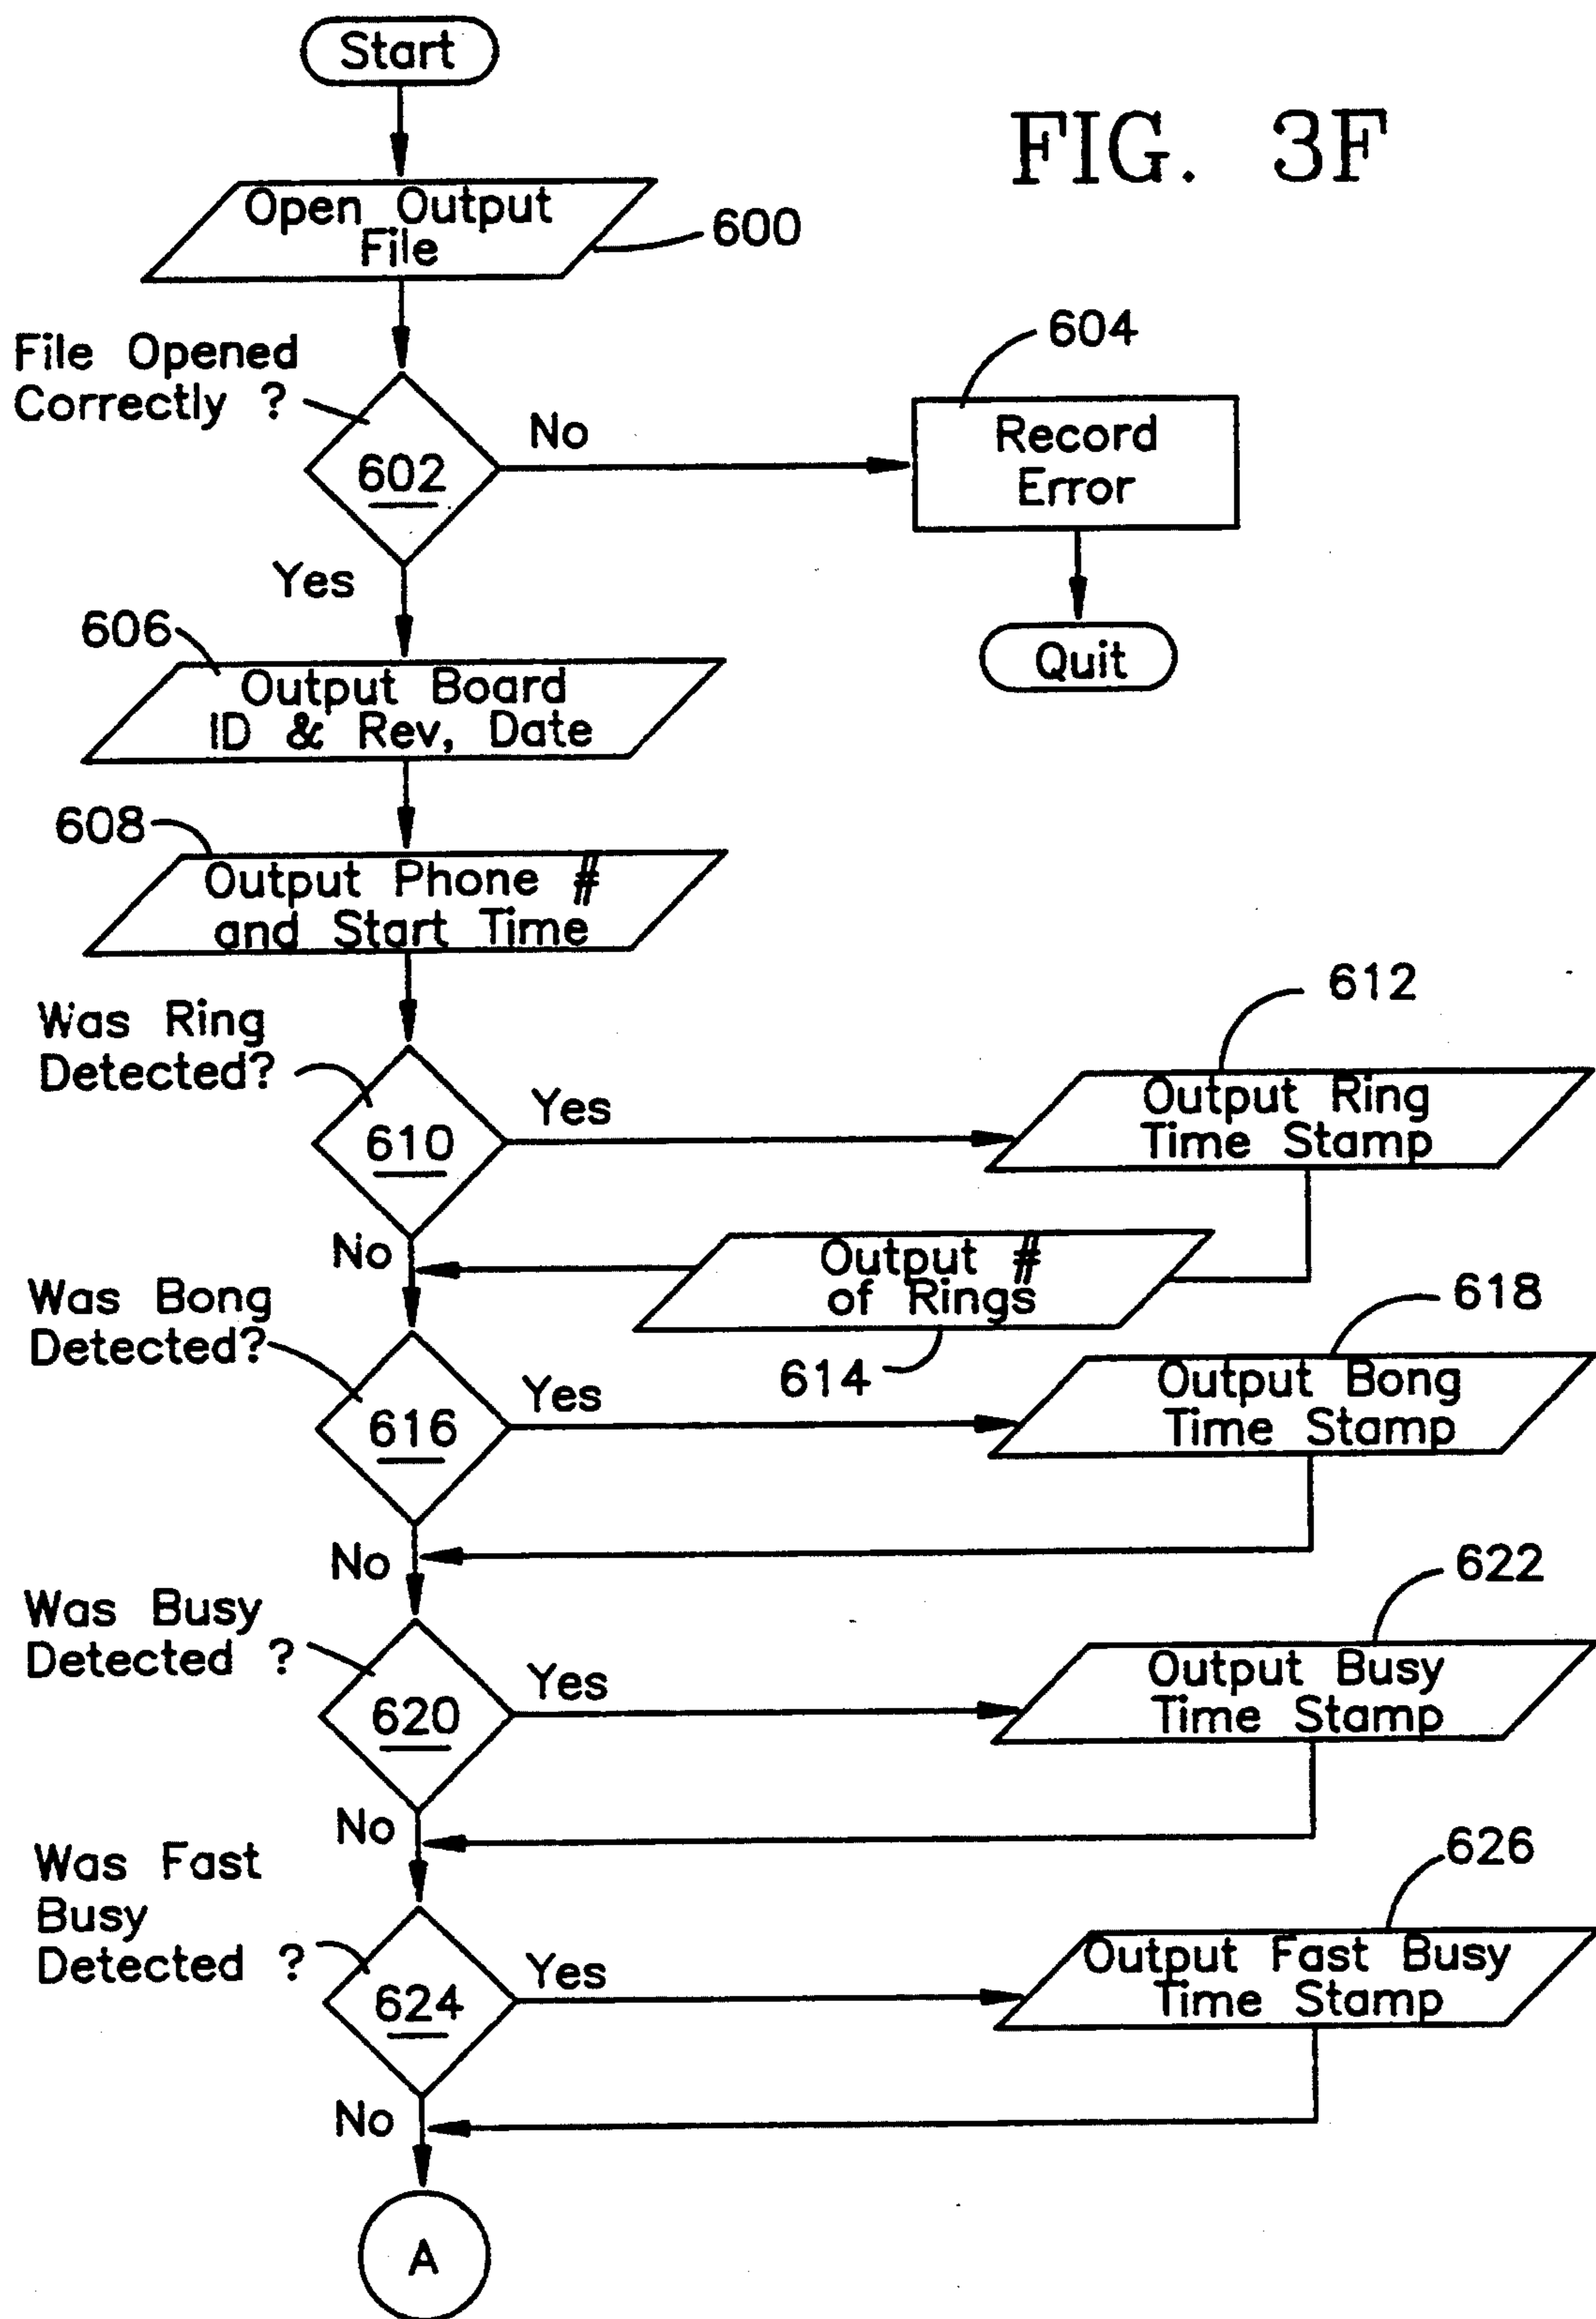 Start
FIG. 3F
Open Output
File
600
File Opened
Correctly ?
602
No
604
Record
Error
Yes
Quit
606
Output Board
ID & Rev, Date
608
Output Phone #
and Start Time
Was Ring
Detected?
610
Yes
612
Output Ring
Time Stamp
No
Output #
of Rings
614
Was Bong
Detected?
616
Yes
618
Output Bong
Time Stamp
No
Was Busy
Detected ?
620
Yes
622
Output Busy
Time Stamp
No
Was Fast
Busy
Detected ?
624
Yes
626
Output Fast Busy
Time Stamp
No
A